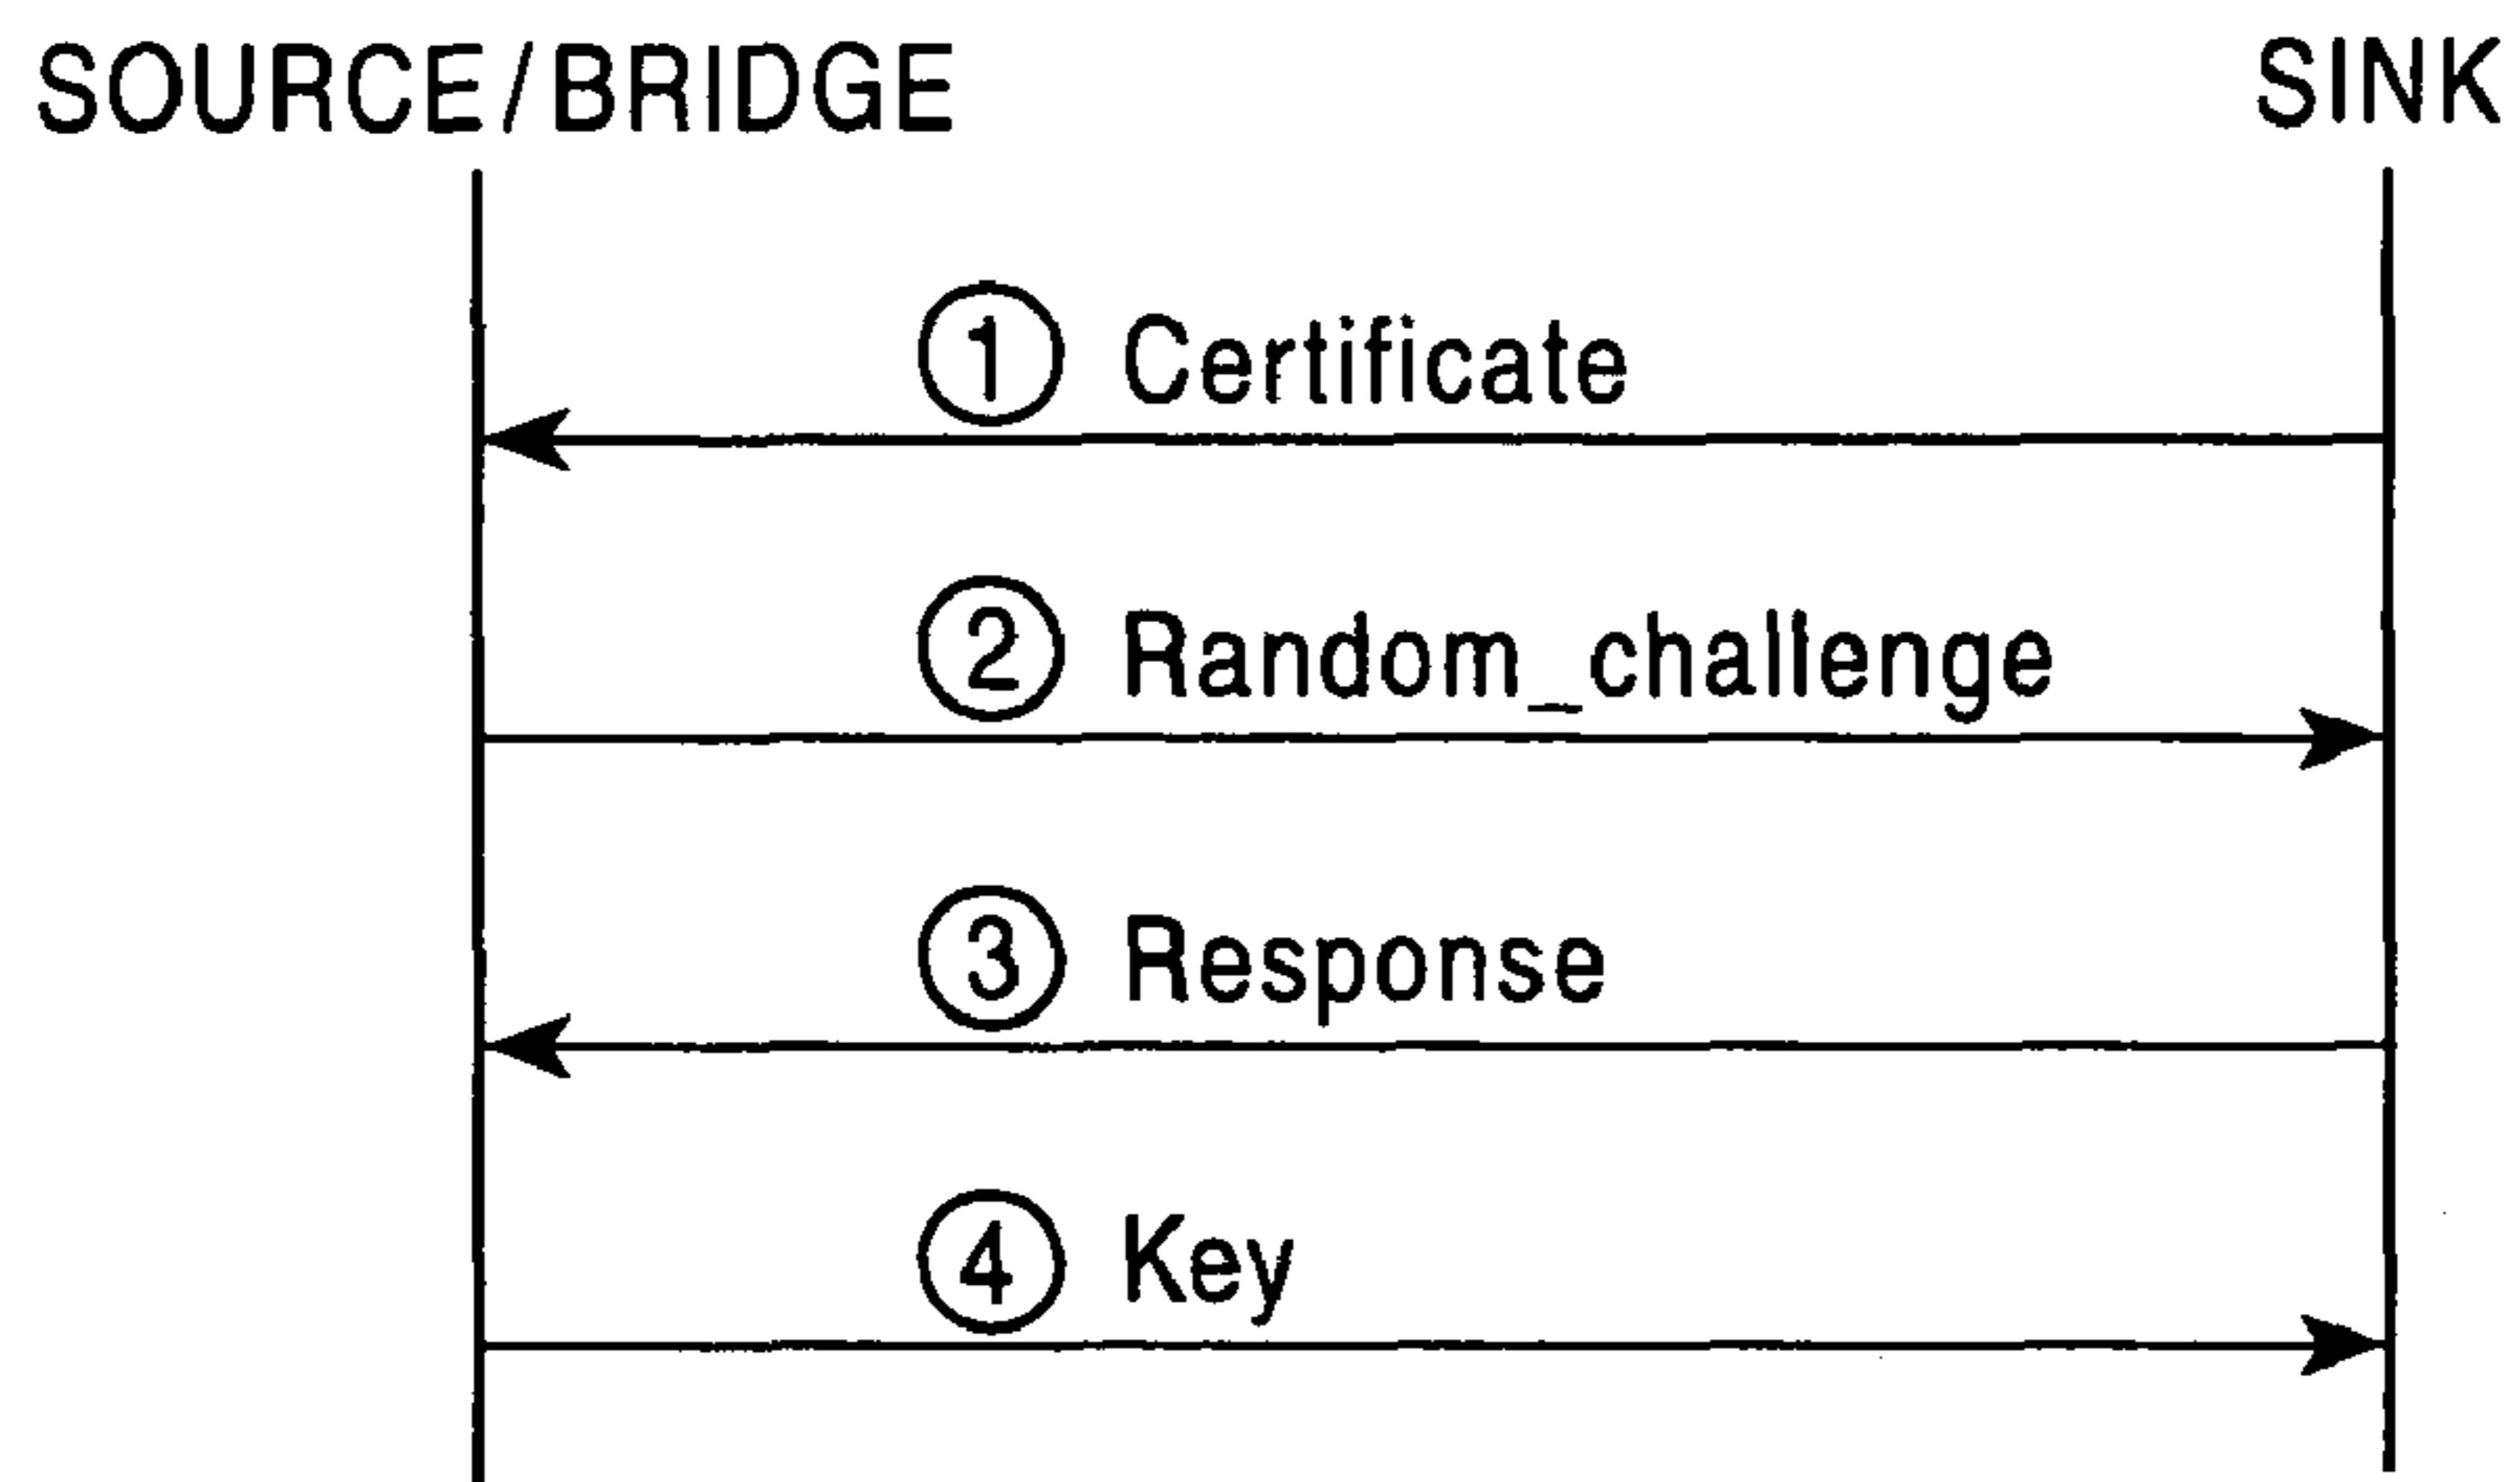 SOURCE/BRIDGE SINK
① Certificate
② Random_challenge
③ Response
④ Key